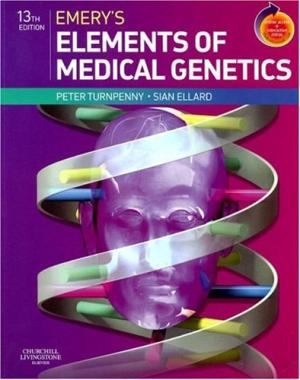 13TH
EDITION
EMERY'S
ELEMENTS OF
MEDICAL GENETICS
PETER TURNPENNY • SIAN ELLARD
CHURCHILL
LIVINGSTONE
ELSEVIER